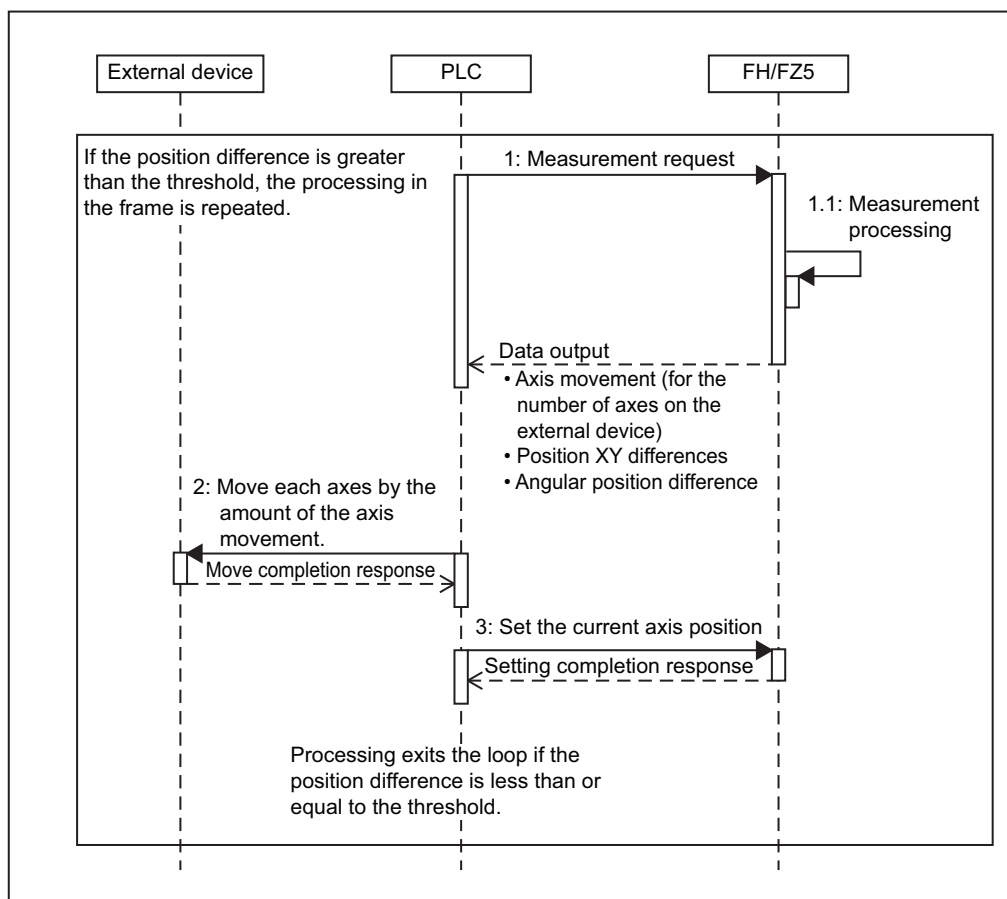 External device
PLC
FH/FZ5
If the position difference is greater
than the threshold, the processing in
the frame is repeated.
1: Measurement request
1.1: Measurement
processing
Data output
• Axis movement (for the
number of axes on the
external device)
• Position XY differences
• Angular position difference
2: Move each axes by the
amount of the axis
movement.
Move completion response
3: Set the current axis position
Setting completion response
Processing exits the loop if the
position difference is less than or
equal to the threshold.